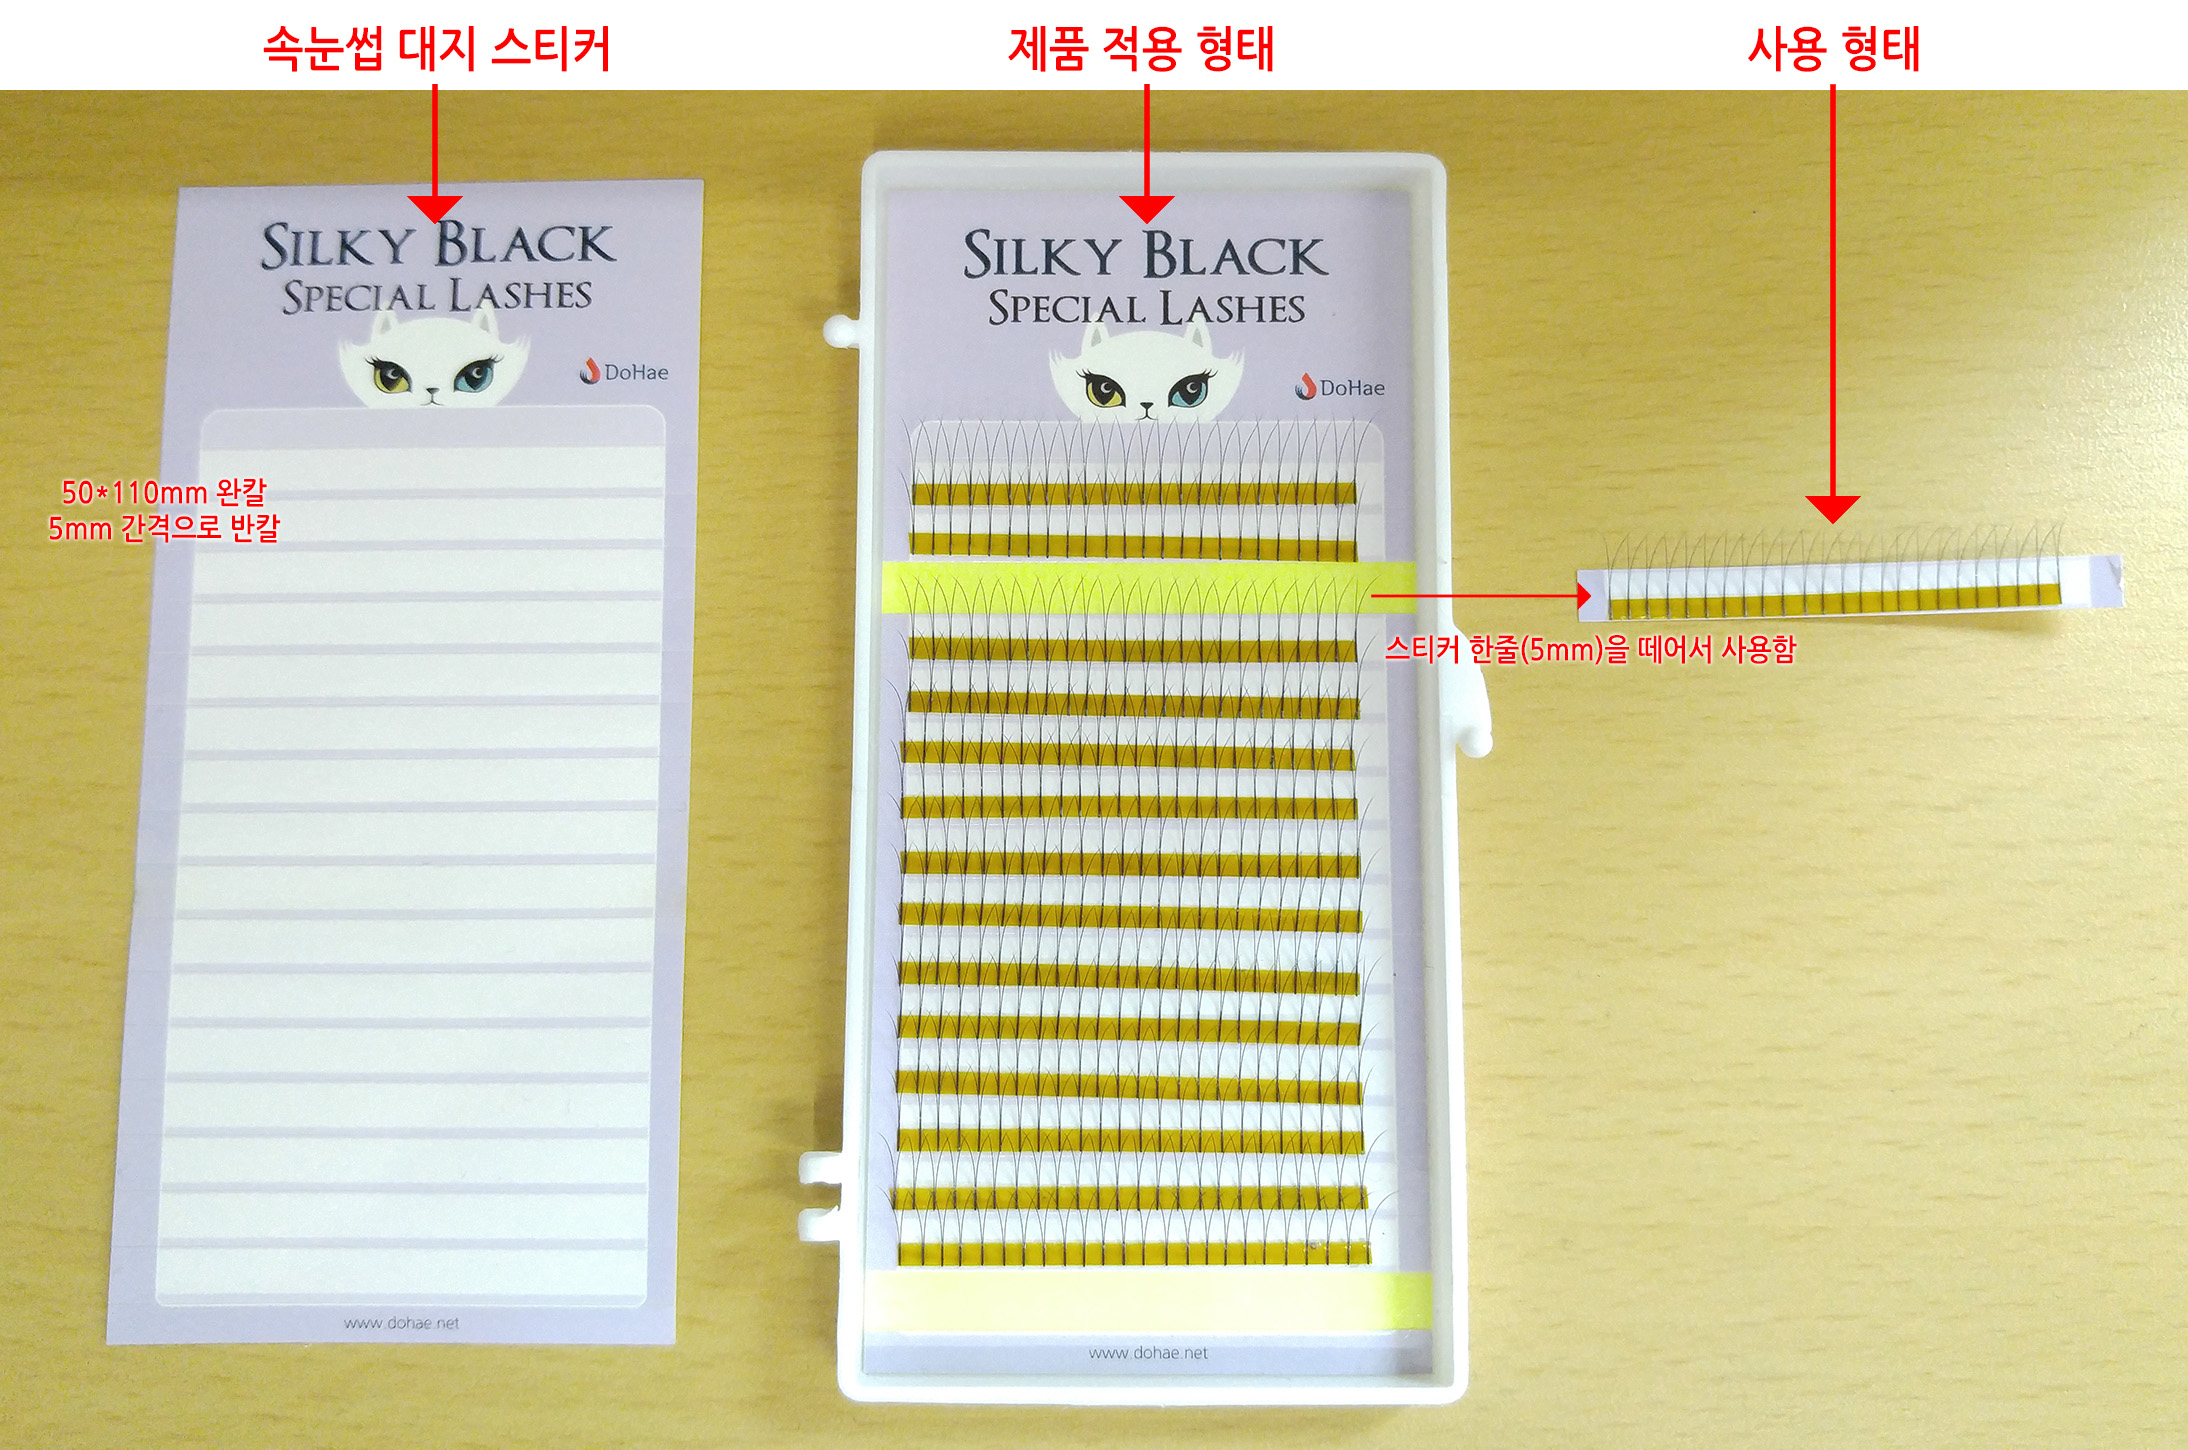 속눈썹 대지 스티커
제품 적용 형태
사용 형태
SILKY BLACK
SPECIAL LASHES
DoHae
50*110mm 완칼
5mm 간격으로 반칼
www.dohae.net
SILKY BLACK
SPECIAL LASHES
DoHae
스티커 한줄(5mm)을 떼어서 사용함
www.dohae.net